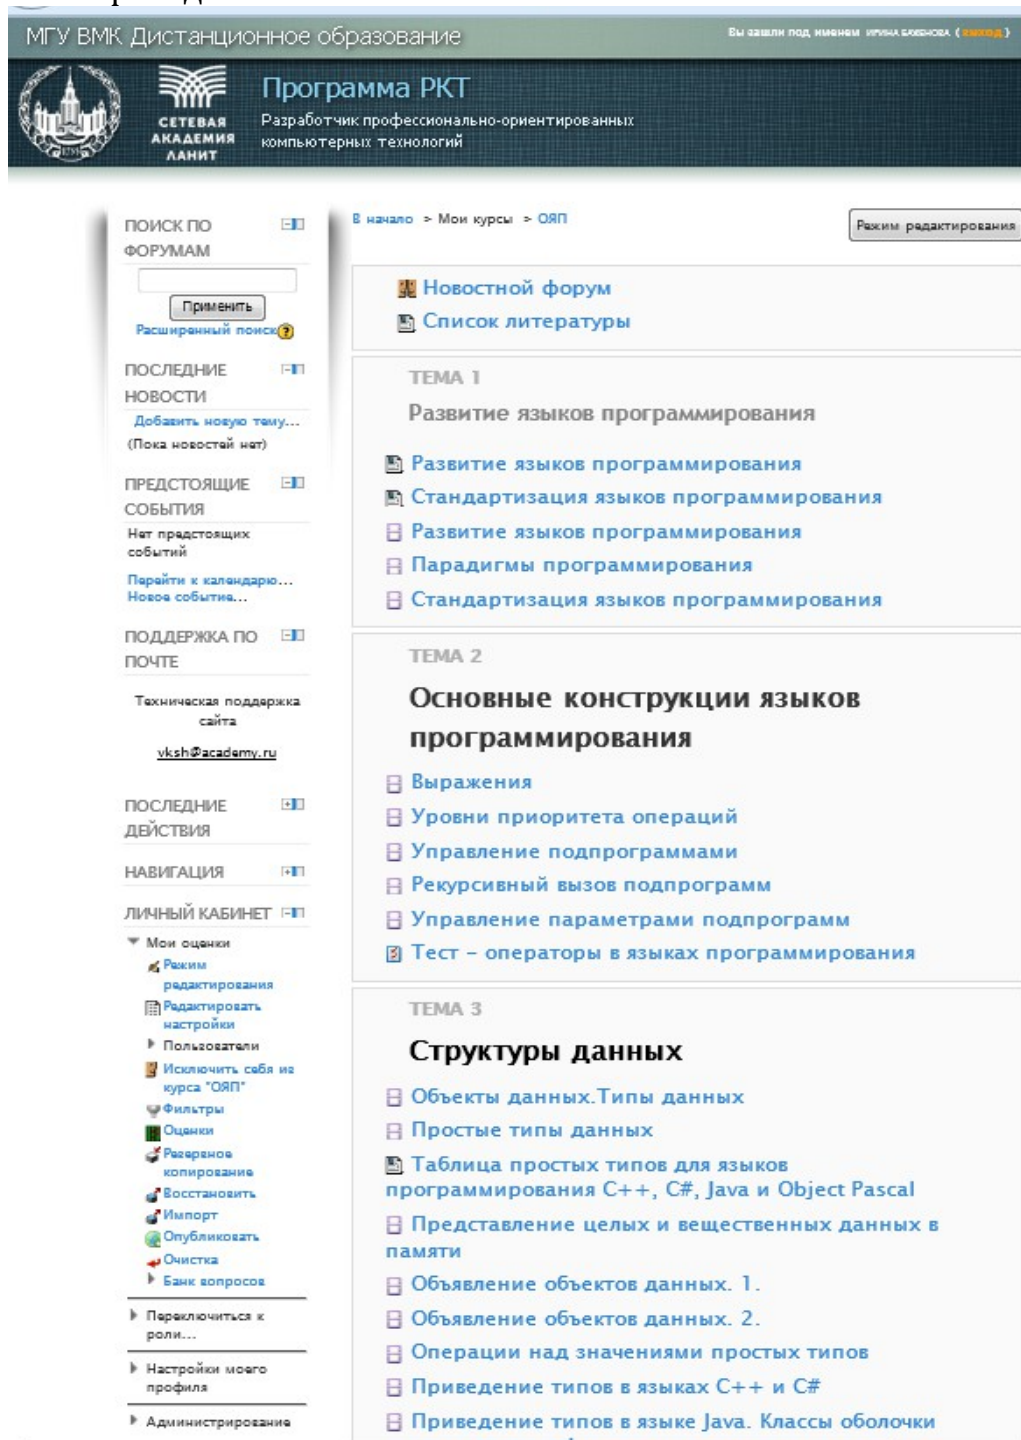 МГУ ВМК Дистанционное образование
Вы зашли под именем ИРИНА БАЖЕНОВА (ВЫХОД)
СЕТЕВАЯ
АКАДЕМИЯ
ЛАНИТ
Программа РКТ
Разработчик профессионально-ориентированных
компьютерных технологий
ПОИСК ПО
ФОРУМАМ
Применить
Расширенный поиск
ПОСЛЕДНИЕ
НОВОСТИ
Добавить новую тему...
(Пока новостей нет)
ПРЕДСТОЯЩИЕ
СОБЫТИЯ
Нет предстоящих
событий
Перейти к календарю...
Новое событие...
ПОДДЕРЖКА ПО
ПОЧТЕ
Техническая поддержка
сайта
vksh@academy.ru
ПОСЛЕДНИЕ
ДЕЙСТВИЯ
НАВИГАЦИЯ
ЛИЧНЫЙ КАБИНЕТ
Мои оценки
Режим
редактирования
Редактировать
настройки
Пользователи
Исключить себя из
курса "ОЯП"
Фильтры
Оценки
Резервное
копирование
Восстановить
Импорт
Опубликовать
Очистка
Банк вопросов
Переключиться к
роли...
Настройки моего
профиля
Администрирование
В начало > Мои курсы > ОЯП
Режим редактирования
Новостной форум
Список литературы
ТЕМА 1
Развитие языков программирования
Развитие языков программирования
Стандартизация языков программирования
Развитие языков программирования
Парадигмы программирования
Стандартизация языков программирования
ТЕМА 2
Основные конструкции языков
программирования
Выражения
Уровни приоритета операций
Управление подпрограммами
Рекурсивный вызов подпрограмм
Управление параметрами подпрограмм
Тест – операторы в языках программирования
ТЕМА 3
Структуры данных
Объекты данных.Типы данных
Простые типы данных
Таблица простых типов для языков
программирования C++, C#, Java и Object Pascal
Представление целых и вещественных данных в
памяти
Объявление объектов данных. 1.
Объявление объектов данных. 2.
Операции над значениями простых типов
Приведение типов в языках C++ и C#
Приведение типов в языке Java. Классы оболочки